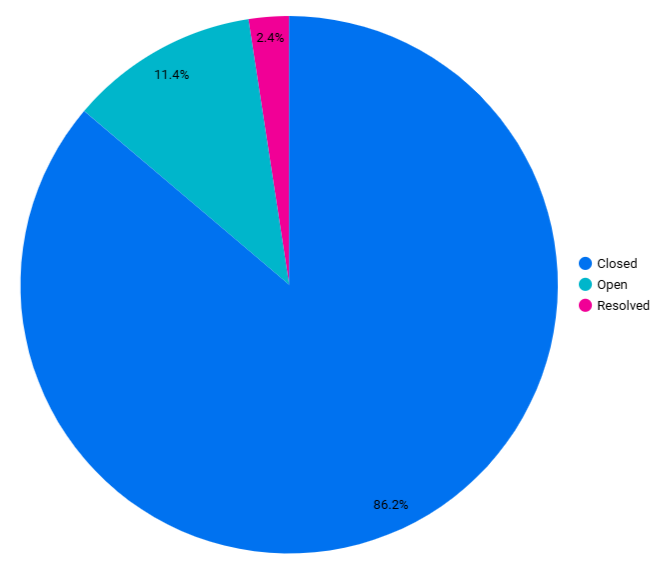 2.4%
11.4%
86.2%
Closed
Open
Resolved